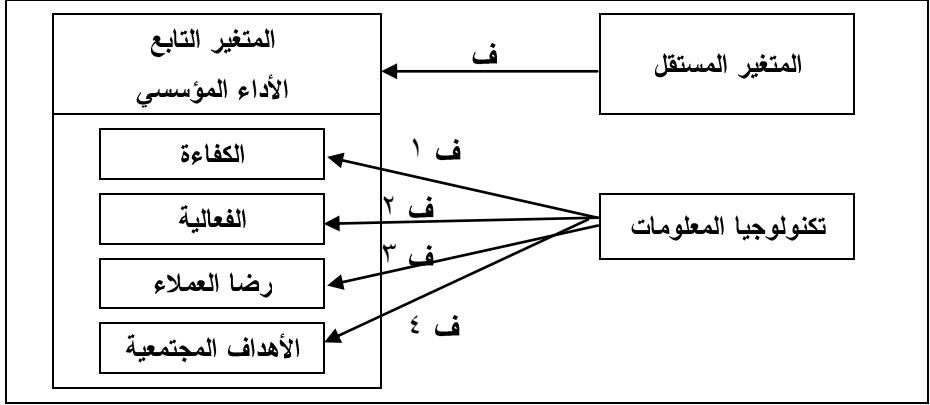 المتغير المستقل
ف
المتغير التابع
الأداء المؤسسي
تكنولوجيا المعلومات
ف ١
الكفاءة
ف ٢
الفعالية
ف ٣
رضا العملاء
ف ٤
الأهداف المجتمعية